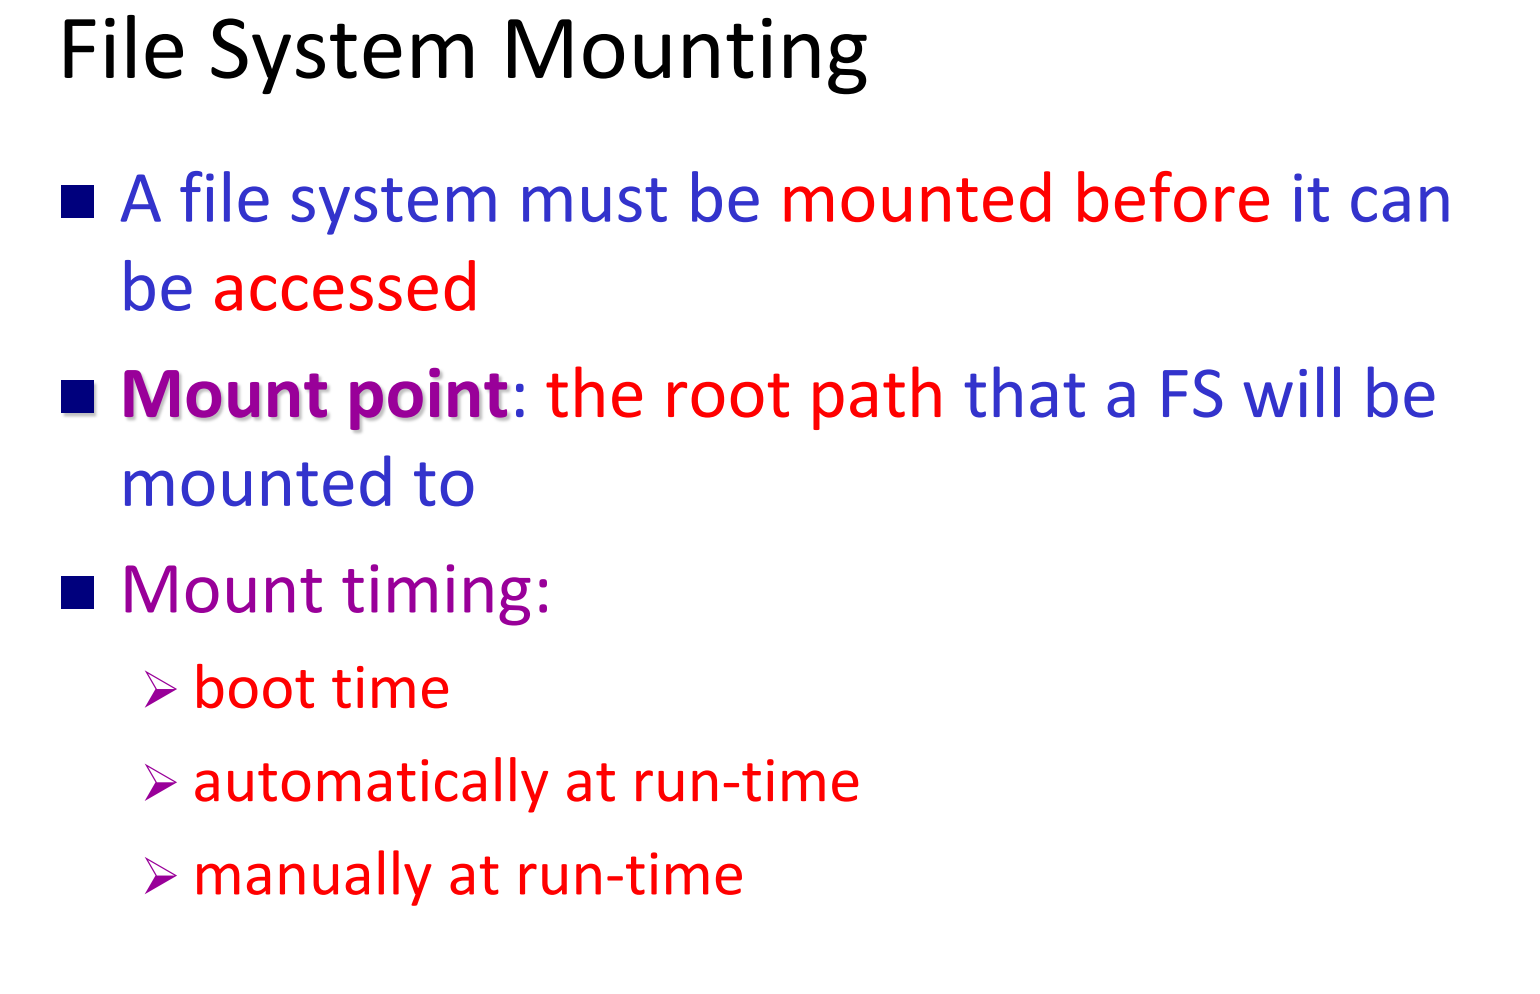 File System Mounting
A file system must be mounted before it can
be accessed
Mount point: the root path that a FS will be
mounted to
Mount timing:
boot time
automatically at run-time
manually at run-time